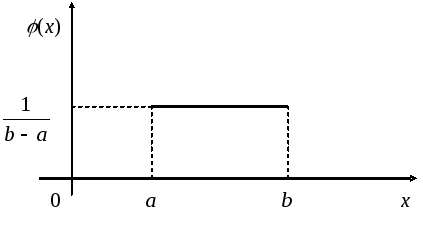 ϕ(x)
1
b - a
0 a b x